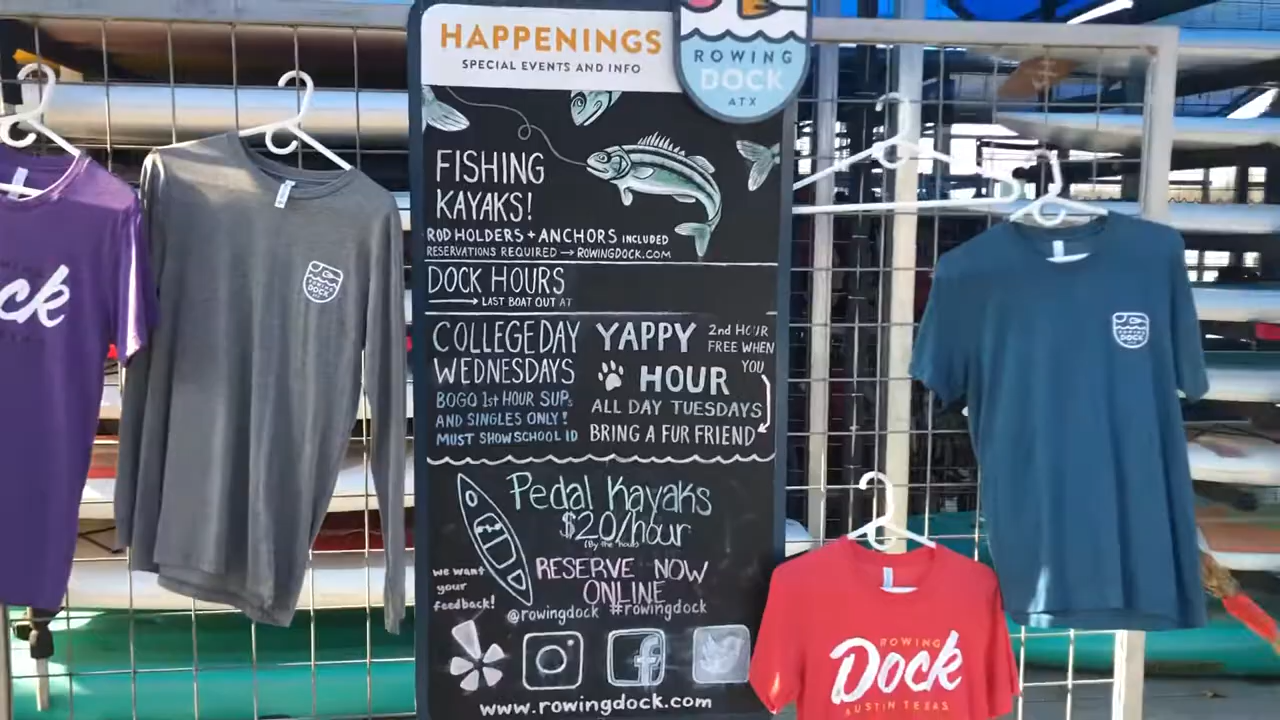 HAPPENINGS
SPECIAL EVENTS AND INFO
ROWING
DOCK
ATX
FISHING
KAYAKS!
ROD HOLDERS + ANCHORS INCLUDED
RESERVATIONS REQUIRED → ROWINGDOCK.COM
DOCK HOURS
LAST BOAT OUT AT
COLLEGE DAY
WEDNESDAYS
BOGO 1st HOUR SUPs
AND SINGLES ONLY!
MUST SHOW SCHOOL ID
YAPPY
HOUR
2nd HOUR
FREE WHEN
YOU
ALL DAY TUESDAYS
BRING A FUR FRIEND
Pedal Kayaks
$20/hour
(By the hour)
RESERVE NOW
ONLINE
we want
your
feedback!
@rowingdock #rowingdock
www.rowingdock.com
ck
ROWING
DOCK
ROWING
DOCK
ATX
ROWING
Dock
AUSTIN TEXAS